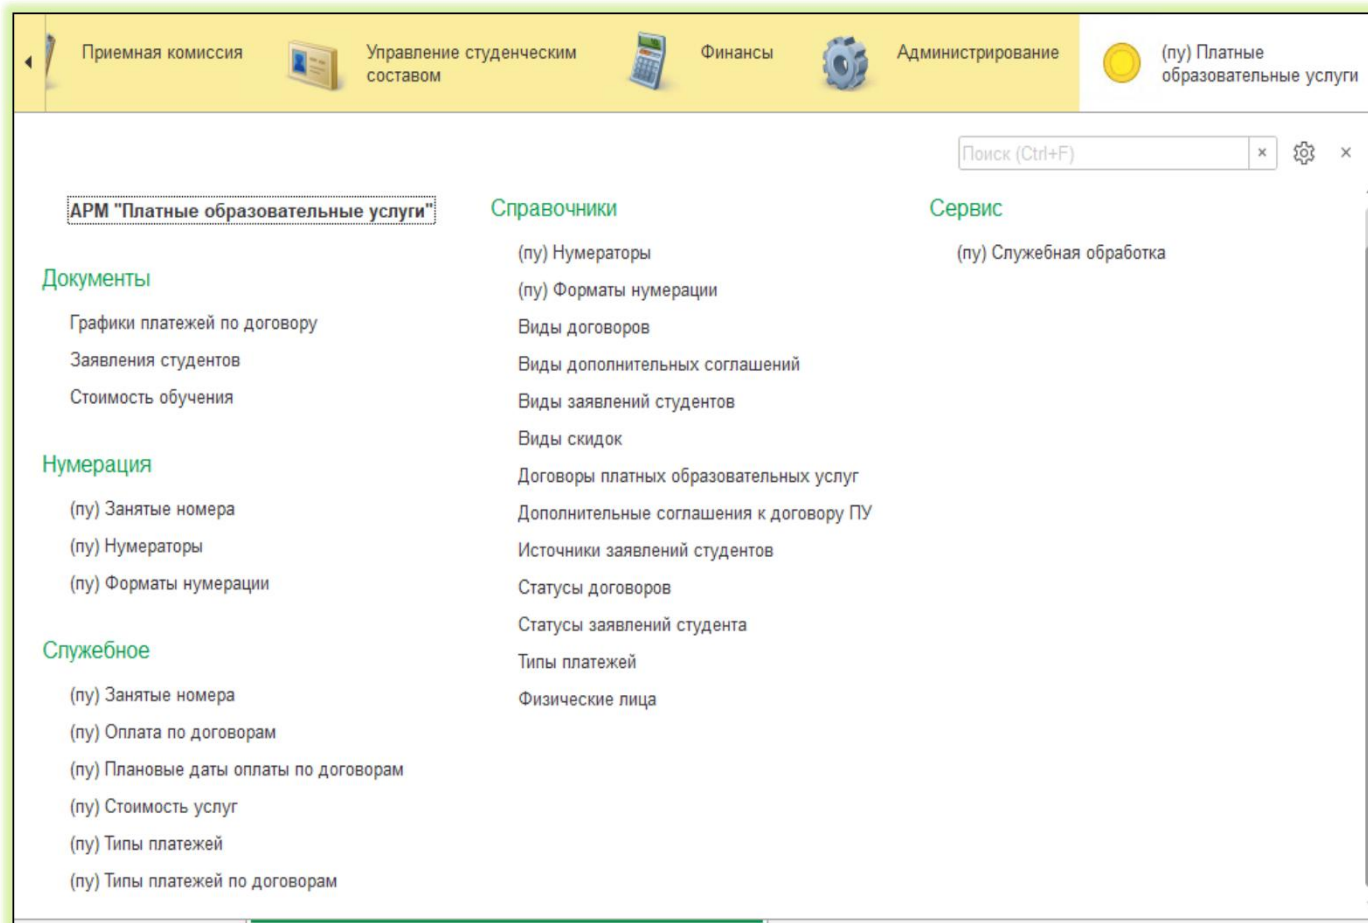 Приемная комиссия
Управление студенческим
составом
Финансы
Администрирование
(пу) Платные
образовательные услуги
Поиск (Ctrl+F)
АРМ "Платные образовательные услуги"
Документы
Графики платежей по договору
Заявления студентов
Стоимость обучения
Нумерация
(пу) Занятые номера
(пу) Нумераторы
(пу) Форматы нумерации
Служебное
(пу) Занятые номера
(пу) Оплата по договорам
(пу) Плановые даты оплаты по договорам
(пу) Стоимость услуг
(пу) Типы платежей
(пу) Типы платежей по договорам
Справочники
(пу) Нумераторы
(пу) Форматы нумерации
Виды договоров
Виды дополнительных соглашений
Виды заявлений студентов
Виды скидок
Договоры платных образовательных услуг
Дополнительные соглашения к договору ПУ
Источники заявлений студентов
Статусы договоров
Статусы заявлений студента
Типы платежей
Физические лица
Сервис
(пу) Служебная обработка